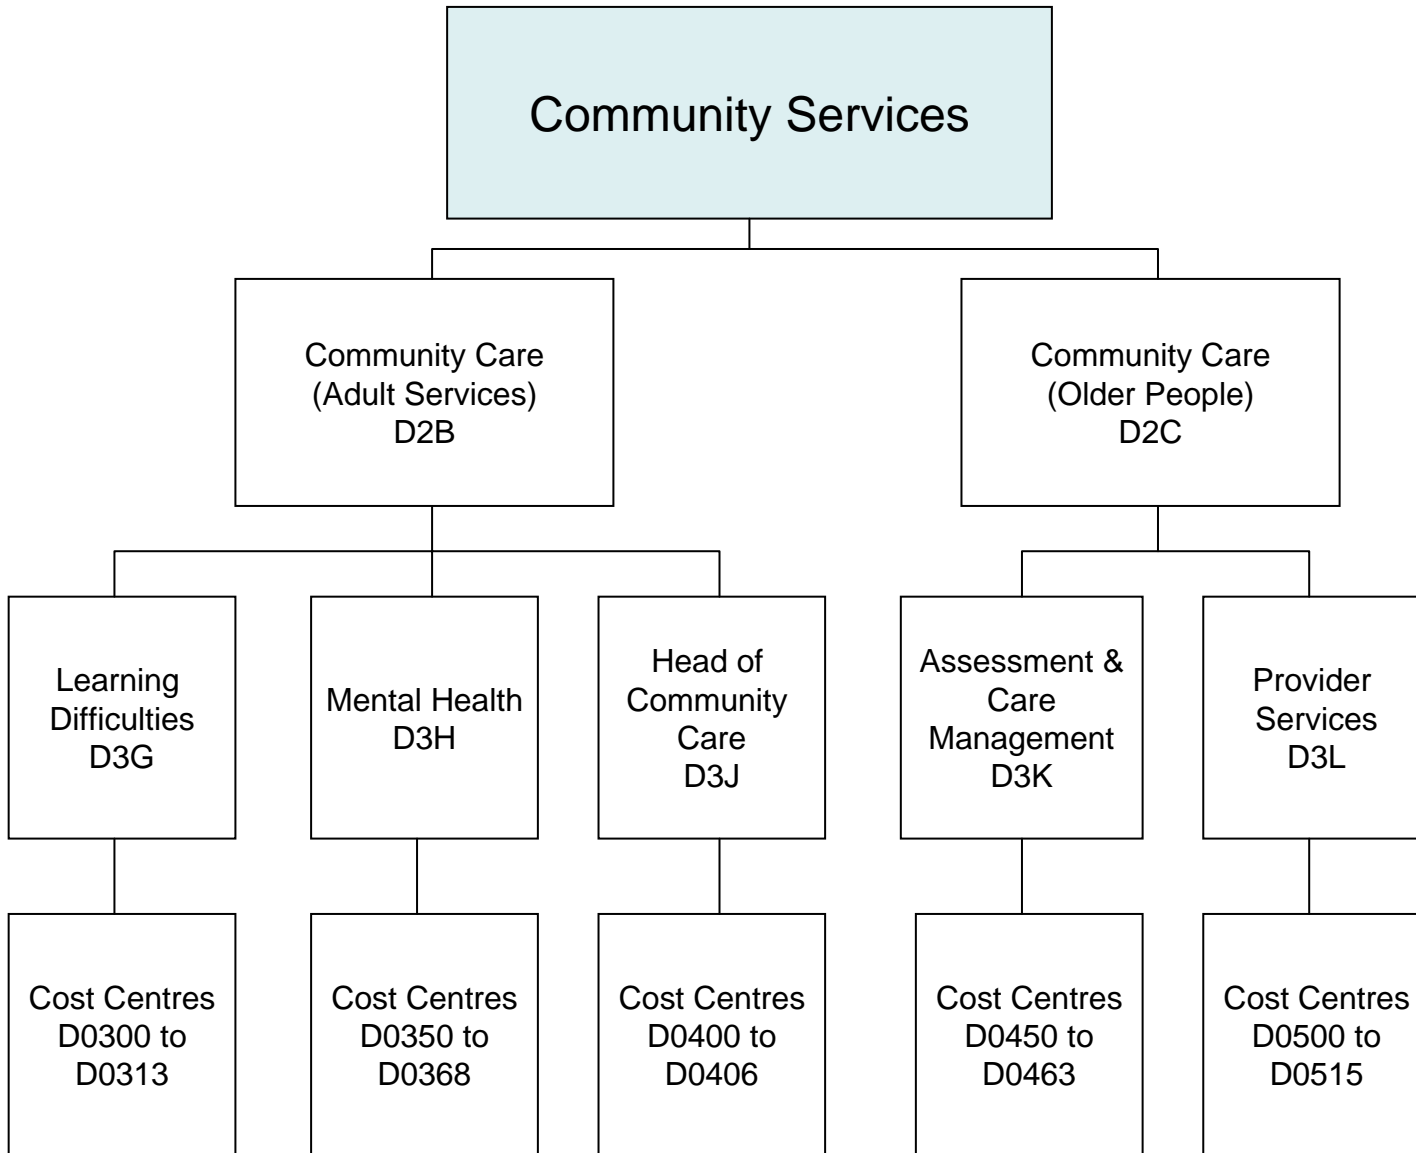 Community Services
Community Care
(Adult Services)
D2B
Community Care
(Older People)
D2C
Learning
Difficulties
D3G
Mental Health
D3H
Head of
Community
Care
D3J
Assessment &
Care
Management
D3K
Provider
Services
D3L
Cost Centres
D0300 to
D0313
Cost Centres
D0350 to
D0368
Cost Centres
D0400 to
D0406
Cost Centres
D0450 to
D0463
Cost Centres
D0500 to
D0515